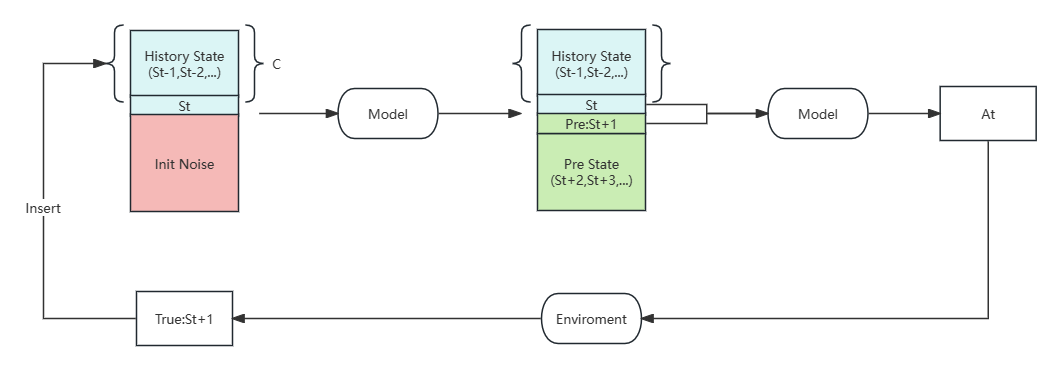 History State
(St-1,St-2,...)
C
St
Init Noise
Model
History State
(St-1,St-2,...)
St
Pre:St+1
Pre State
(St+2,St+3,...)
Model
At
Insert
True:St+1
Enviroment